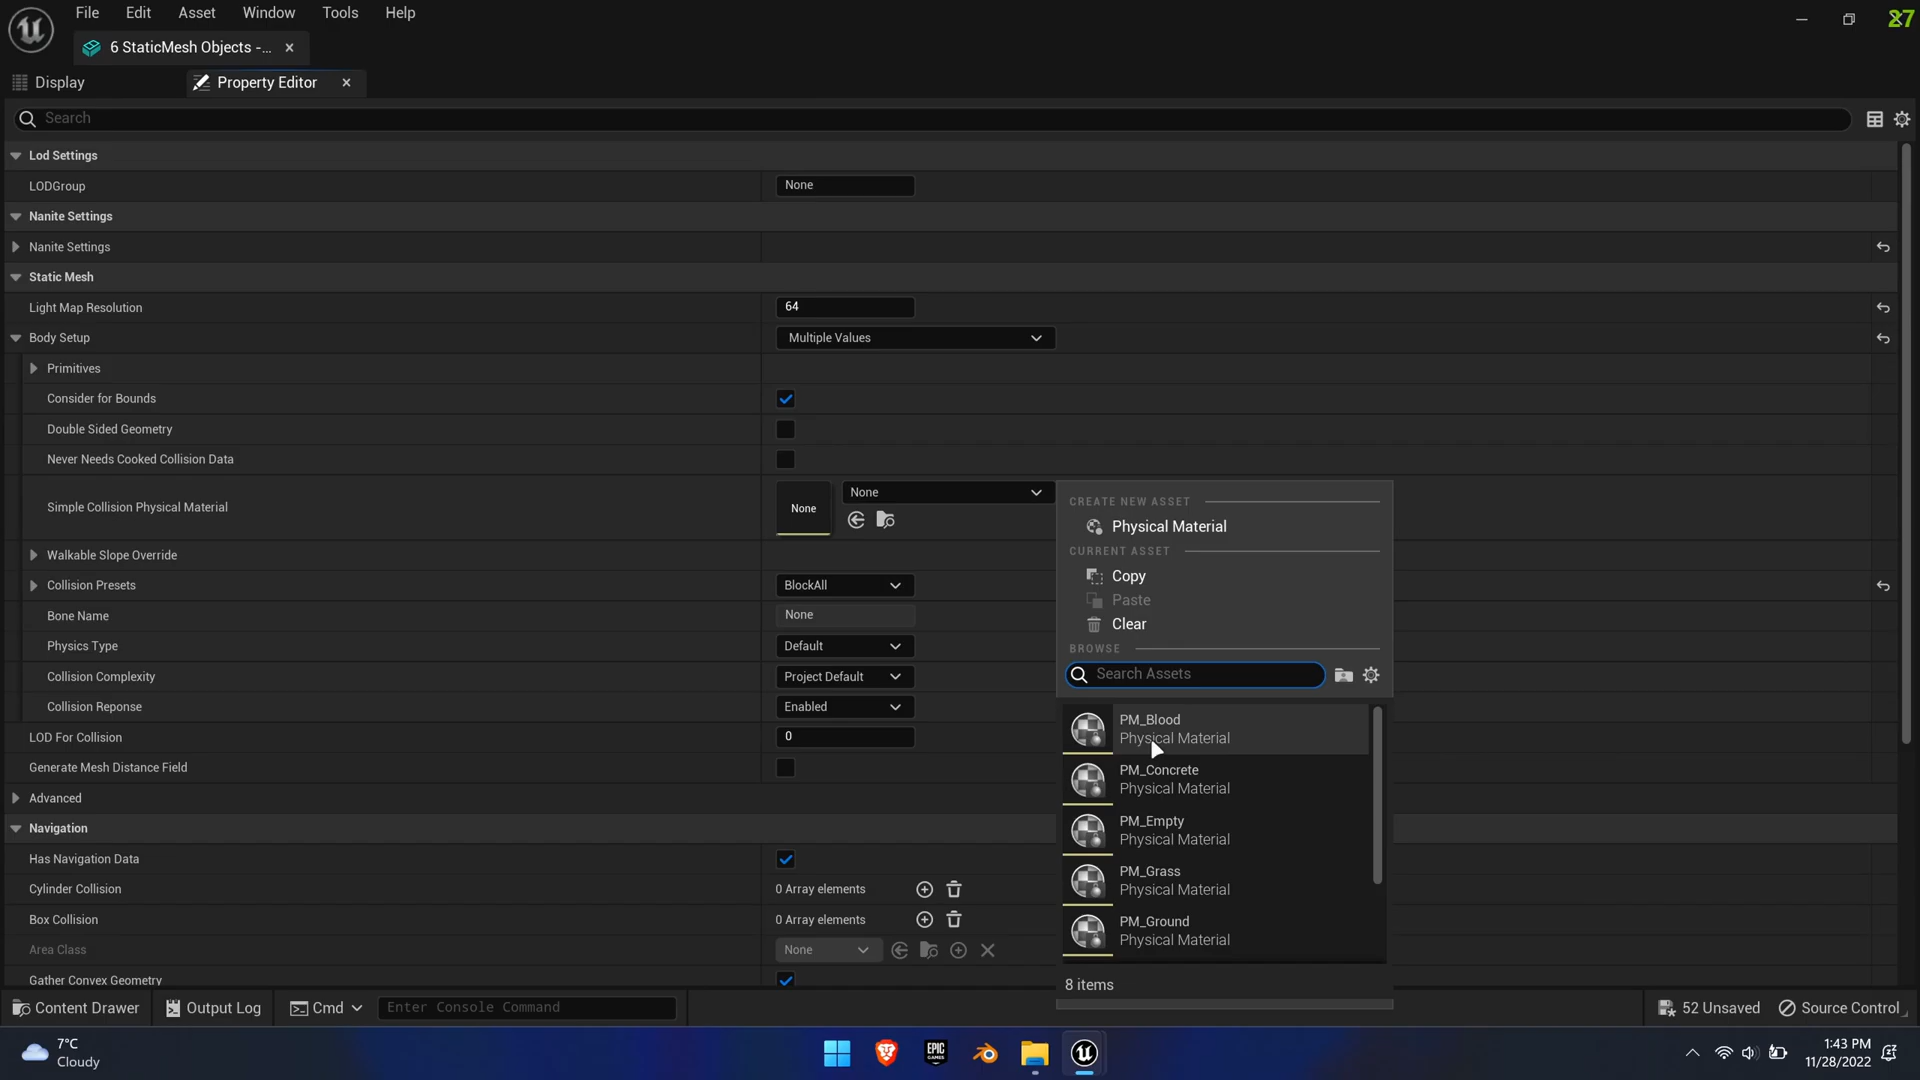 File Edit Asset Window Tools Help
27
6 StaticMesh Objects -...
Display Property Editor
Search
Lod Settings
LODGroup None
Nanite Settings
Nanite Settings
Static Mesh
Light Map Resolution 64
Body Setup Multiple Values
Primitives
Consider for Bounds
Double Sided Geometry
Never Needs Cooked Collision Data
Simple Collision Physical Material None None
Walkable Slope Override
Collision Presets BlockAll
Bone Name None
Physics Type Default
Collision Complexity Project Default
Collision Reponse Enabled
LOD For Collision 0
Generate Mesh Distance Field
Advanced
Navigation
Has Navigation Data
Cylinder Collision 0 Array elements
Box Collision 0 Array elements
Area Class None
Gather Convex Geometry
CREATE NEW ASSET
Physical Material
CURRENT ASSET
Copy
Paste
Clear
BROWSE
Search Assets
PM_Blood
Physical Material
PM_Concrete
Physical Material
PM_Empty
Physical Material
PM_Grass
Physical Material
PM_Ground
Physical Material
8 items
Content Drawer Output Log Cmd Enter Console Command 52 Unsaved Source Control
7°C
Cloudy
EPIC
GAMES
1:43 PM
11/28/2022